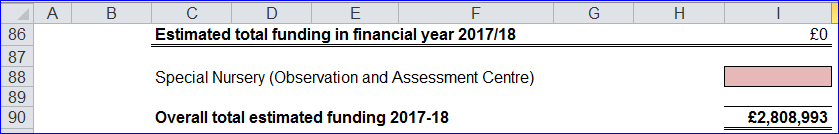 A B C D E F G H I
86 Estimated total funding in financial year 2017/18 £0
87
88 Special Nursery (Observation and Assessment Centre)
89
90 Overall total estimated funding 2017-18 £2,808,993